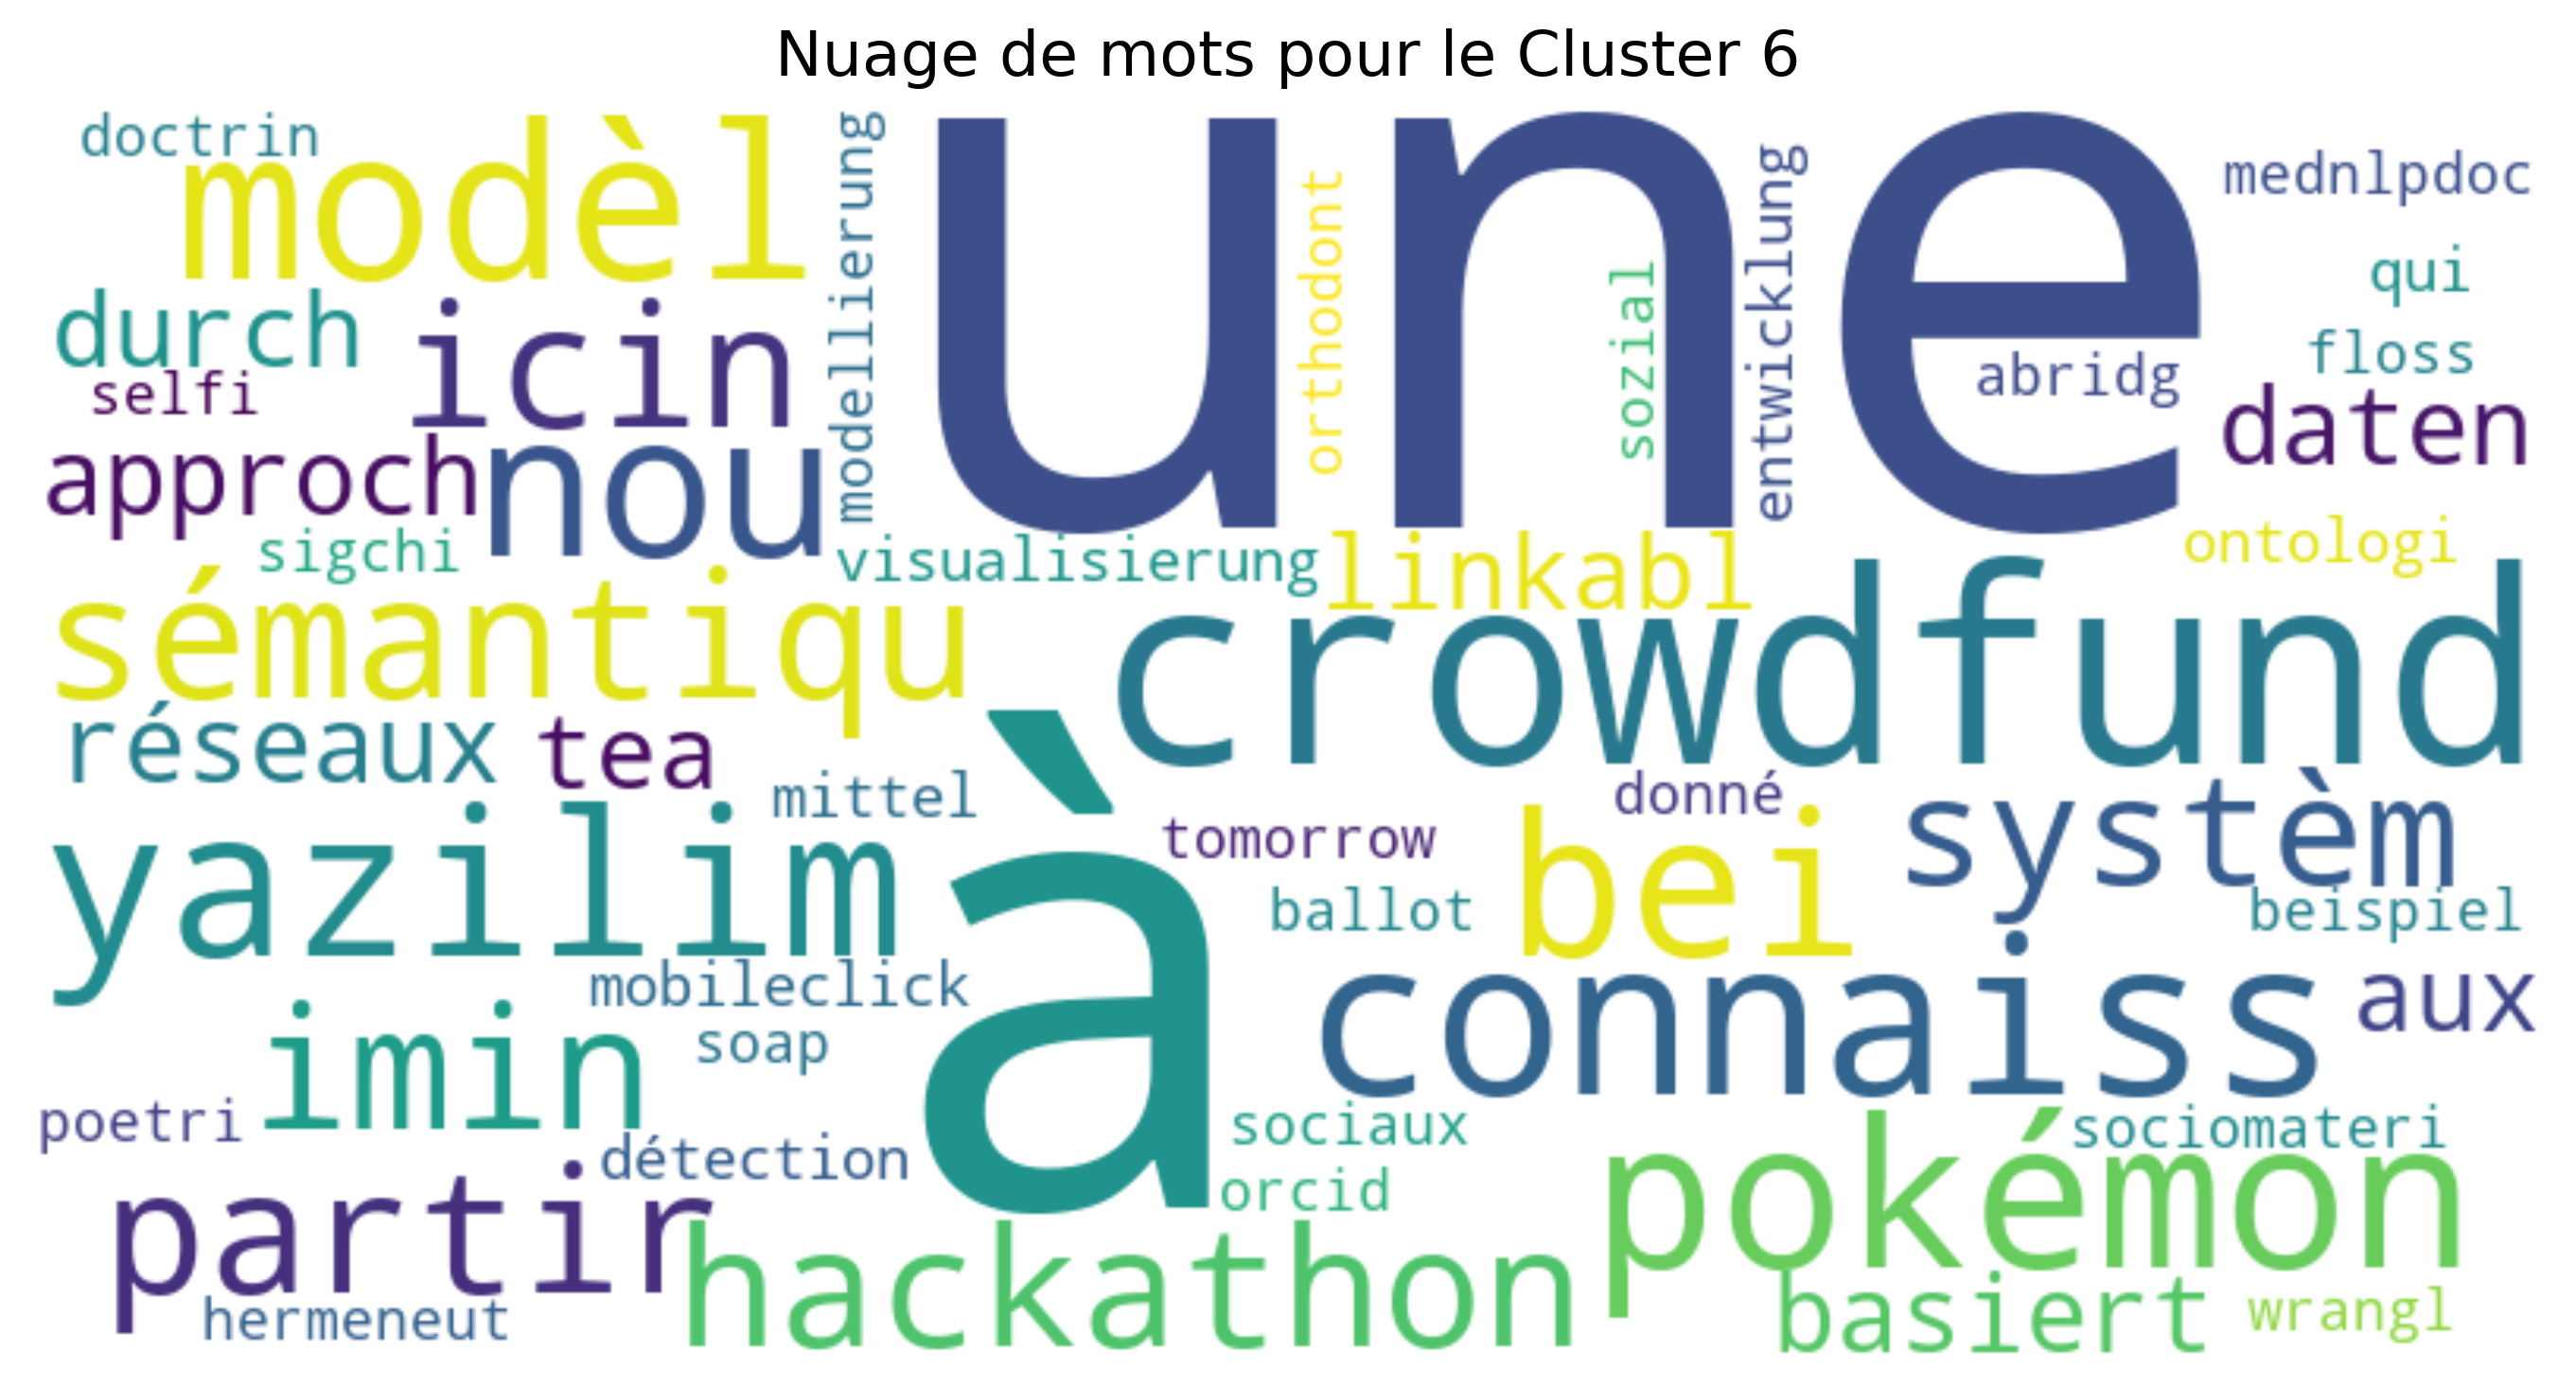 Nuage de mots pour le Cluster 6
doctrin
modèl
modellierung
une
orthodont
sozial
entwicklung
mednlpdoc
qui
durch
icin
floss
selfi
abridg
daten
approch
nou
sigchi
visualisierung
linkabl
ontologi
sémantiqu
crowdfund
réseaux
tea
mittel
à
donné
systèm
tomorrow
bei
yazilim
ballot
beispiel
mobileclick
connaiss
aux
imin
soap
poetri
détection
sociaux
sociomateri
pokémon
orcid
partir
hackathon
basiert
wrangl
hermeneut